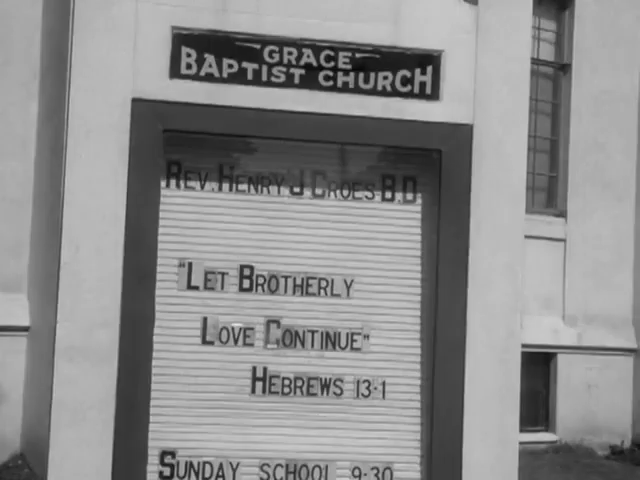 GRACE
BAPTIST CHURCH
REV. HENRY J CROES B.D.
"LET BROTHERLY
LOVE CONTINUE"
HEBREWS 13-1
SUNDAY SCHOOL 9-30